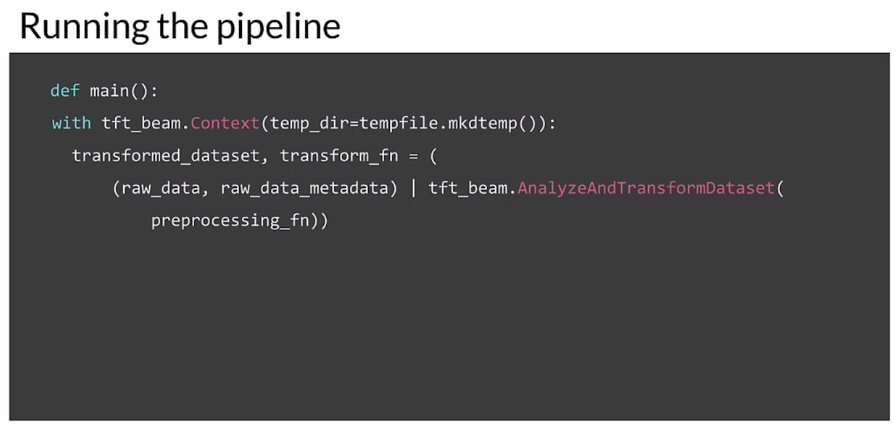 Running the pipeline
def main():
with tft_beam.Context(temp_dir=tempfile.mkdtemp()):
transformed_dataset, transform_fn = (
(raw_data, raw_data_metadata) | tft_beam.AnalyzeAndTransformDataset(
preprocessing_fn))